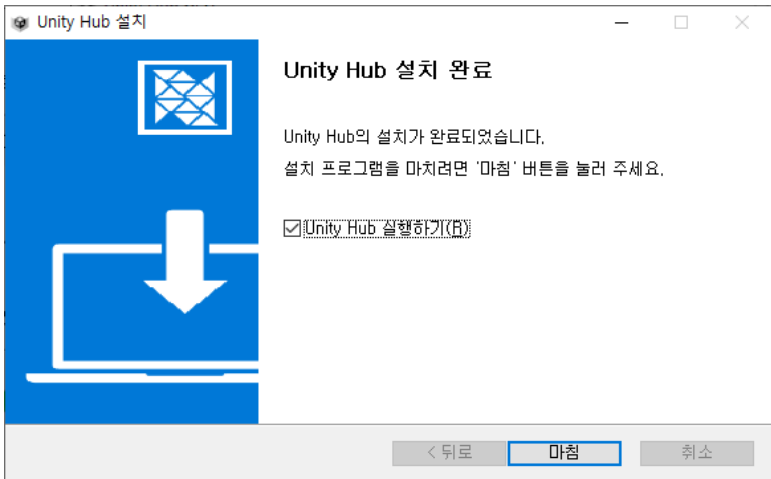 Unity Hub 설치
Unity Hub 설치 완료
Unity Hub의 설치가 완료되었습니다.
설치 프로그램을 마치려면 '마침' 버튼을 눌러 주세요.
Unity Hub 실행하기(R)
< 뒤로
마침
취소